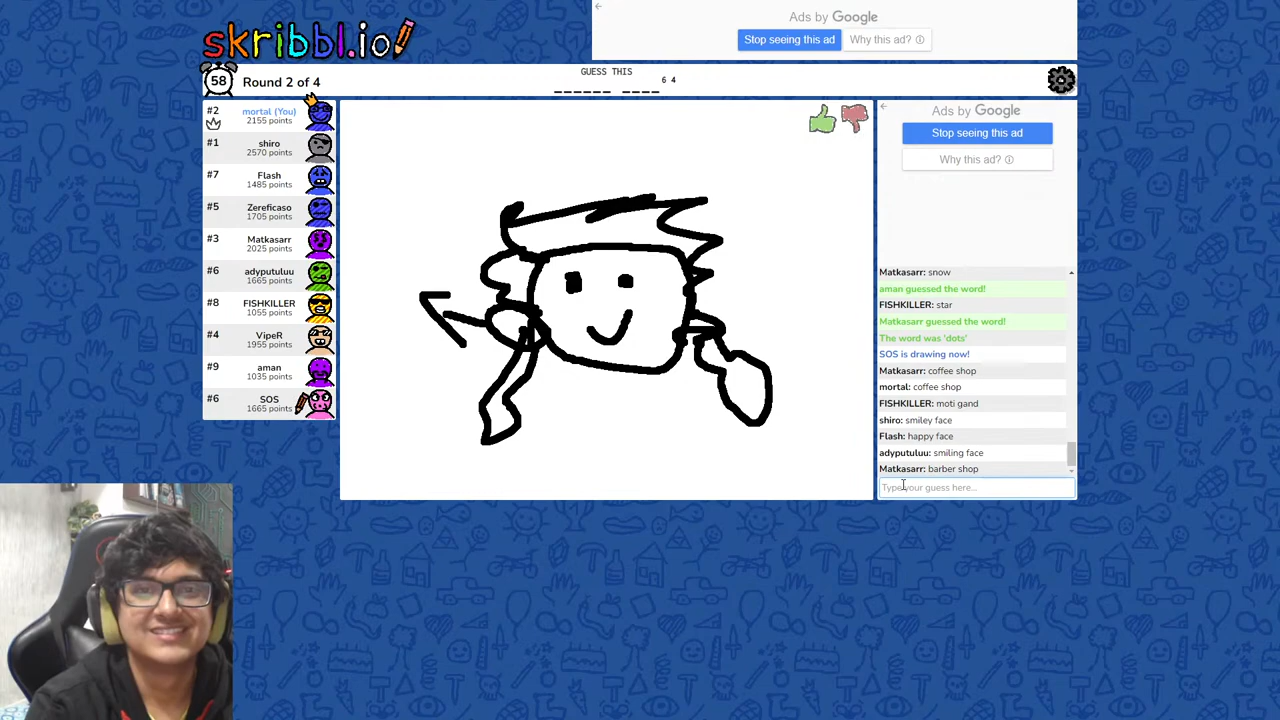 skribbl.io
Ads by Google
Stop seeing this ad
Why this ad?
58
Round 2 of 4
GUESS THIS
______ ____ 6 4
#2
mortal (You)
2155 points
#1
shiro
2570 points
#7
Flash
1485 points
#5
Zereficaso
1705 points
#3
Matkasarr
2025 points
#6
adyputuluu
1665 points
#8
FISHKILLER
1055 points
#4
VipeR
1955 points
#9
aman
1035 points
#6
SOS
1665 points
Ads by Google
Stop seeing this ad
Why this ad?
Matkasarr: snow
aman guessed the word!
FISHKILLER: star
Matkasarr guessed the word!
The word was 'dots'
SOS is drawing now!
Matkasarr: coffee shop
mortal: coffee shop
FISHKILLER: moti gand
shiro: smiley face
Flash: happy face
adyputuluu: smiling face
Matkasarr: barber shop
Type your guess here...